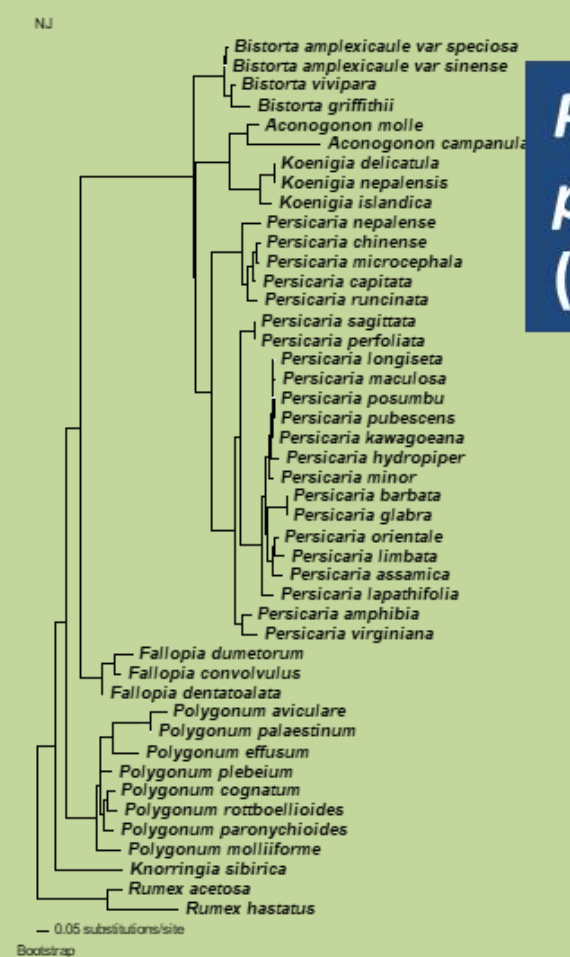 NJ
Bistorta amplexicaule var speciosa
Bistorta amplexicaule var sinense
Bistorta vivipara
Bistorta griffithii
Aconogonon molle
Aconogonon campanula
Koenigia delicatula
Koenigia nepalensis
Koenigia islandica
Persicaria nepalense
Persicaria chinense
Persicaria microcephala
Persicaria capitata
Persicaria runcinata
Persicaria sagittata
Persicaria perfoliata
Persicaria longiseta
Persicaria maculosa
Persicaria posumbu
Persicaria pubescens
Persicaria kawagoeana
Persicaria hydropiper
Persicaria minor
Persicaria barbata
Persicaria glabra
Persicaria orientale
Persicaria limbata
Persicaria assamica
Persicaria lapathifolia
Persicaria amphibia
Persicaria virginiana
Fallopia dumetorum
Fallopia convolvulus
Fallopia dentatoalata
Polygonum aviculare
Polygonum palaestinum
Polygonum effusum
Polygonum plebeium
Polygonum cognatum
Polygonum rottboellioides
Polygonum paronychioides
Polygonum molliiforme
Knorringia sibirica
Rumex acetosa
Rumex hastatus
0.05 substitutions/site
Bootstrap